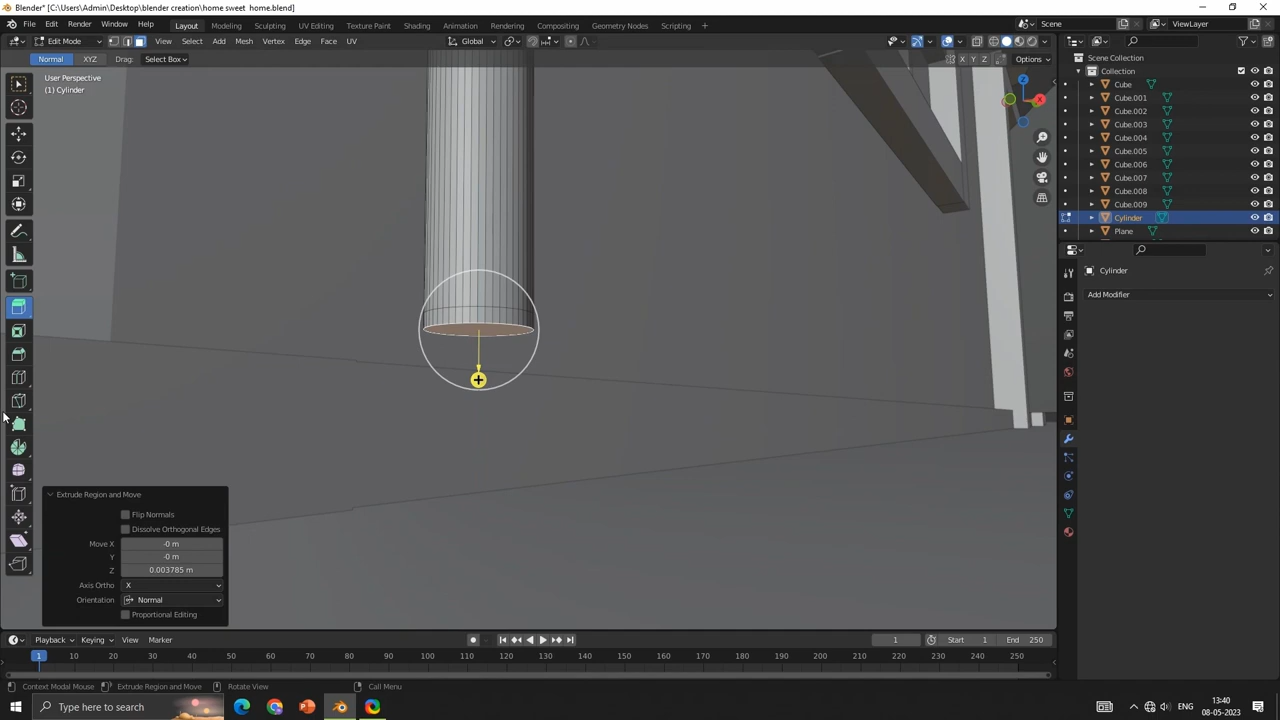 Blender* [C:\Users\Admin\Desktop\blender creation\home sweet  home.blend]
File Edit Render Window Help Layout Modeling Sculpting UV Editing Texture Paint Shading Animation Rendering Compositing Geometry Nodes Scripting + Scene ViewLayer
Edit Mode View Select Add Mesh Vertex Edge Face UV Global
Normal XYZ Drag: Select Box X Y Z Options
User Perspective
(1) Cylinder
Z
X
Scene Collection
Collection
Cube
Cube.001
Cube.002
Cube.003
Cube.004
Cube.005
Cube.006
Cube.007
Cube.008
Cube.009
Cylinder
Plane
Cylinder
Add Modifier
Extrude Region and Move
Flip Normals
Dissolve Orthogonal Edges
Move X -0 m
Y -0 m
Z 0.003785 m
Axis Ortho X
Orientation Normal
Proportional Editing
Playback Keying View Marker 1 Start 1 End 250
1 10 20 30 40 50 60 70 80 90 100 110 120 130 140 150 160 170 180 190 200 210 220 230 240 250
Context Modal Mouse Extrude Region and Move Rotate View Call Menu
Type here to search
ENG
13:40
08-05-2023